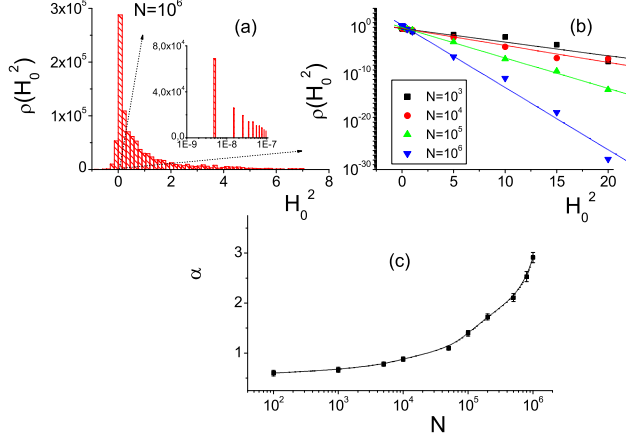 (a)
N=10⁶
3x10⁵
2x10⁵
1x10⁵
0
ρ(H₀²)
0
2
4
6
8
H₀²
8,0x10⁴
4,0x10⁴
0,0
1E-9
1E-8
1E-7
(b)
10⁰
10⁻¹⁰
10⁻²⁰
10⁻³⁰
ρ(H₀²)
N=10³
N=10⁴
N=10⁵
N=10⁶
0
5
10
15
20
H₀²
(c)
α
3
2
1
10²
10³
10⁴
10⁵
10⁶
N